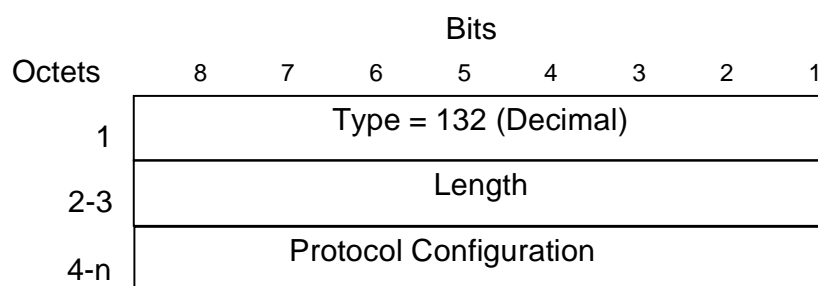 Bits
Octets 8 7 6 5 4 3 2 1
1 Type = 132 (Decimal)
2-3 Length
4-n Protocol Configuration